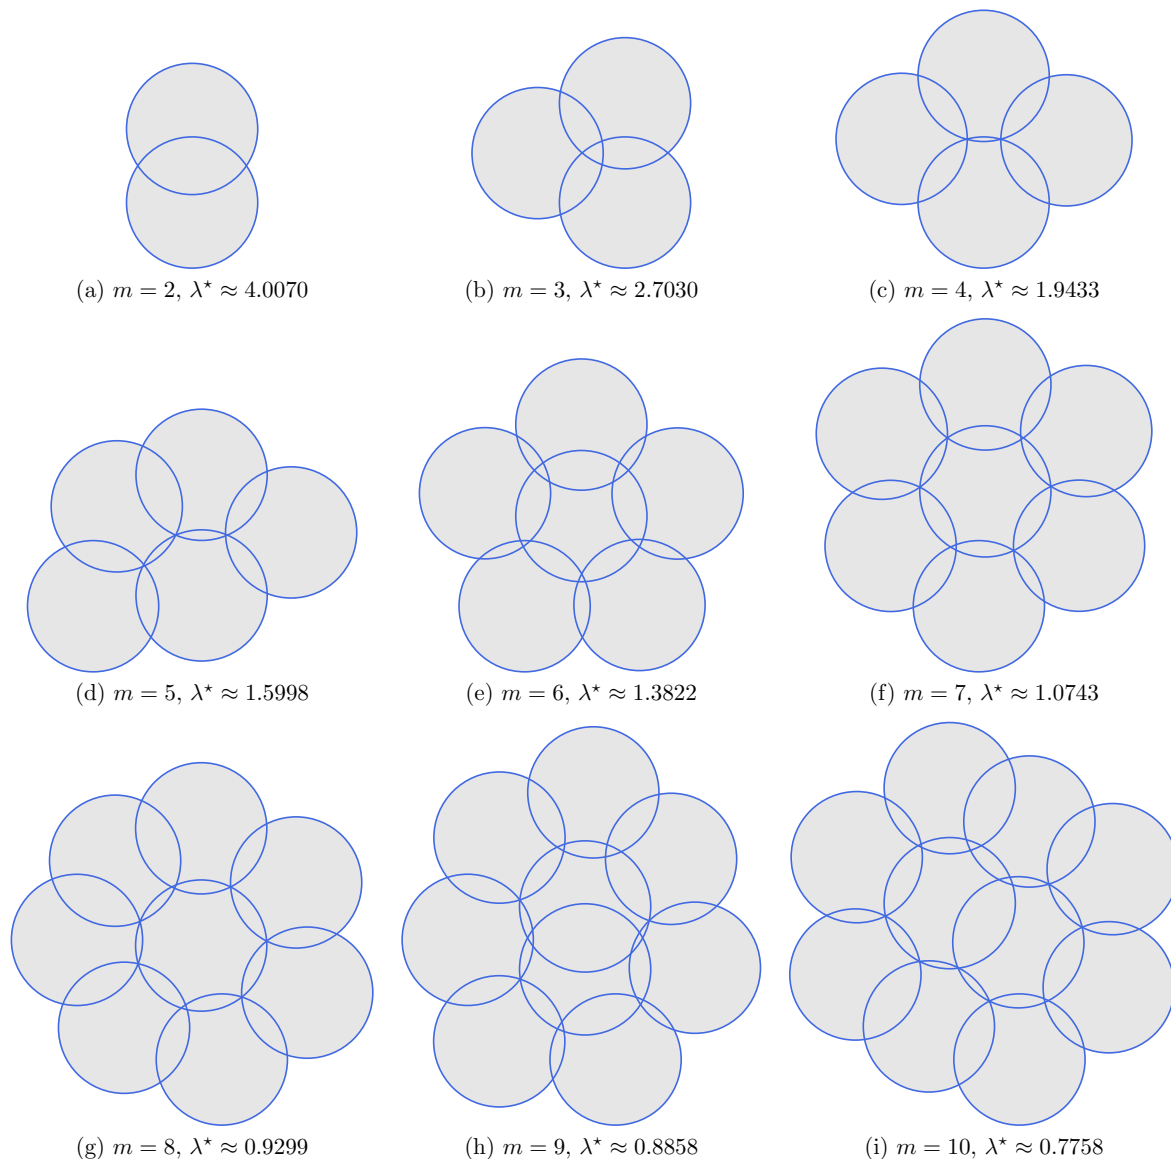 (a) m = 2, λ⋆ ≈ 4.0070
(b) m = 3, λ⋆ ≈ 2.7030
(c) m = 4, λ⋆ ≈ 1.9433
(d) m = 5, λ⋆ ≈ 1.5998
(e) m = 6, λ⋆ ≈ 1.3822
(f) m = 7, λ⋆ ≈ 1.0743
(g) m = 8, λ⋆ ≈ 0.9299
(h) m = 9, λ⋆ ≈ 0.8858
(i) m = 10, λ⋆ ≈ 0.7758